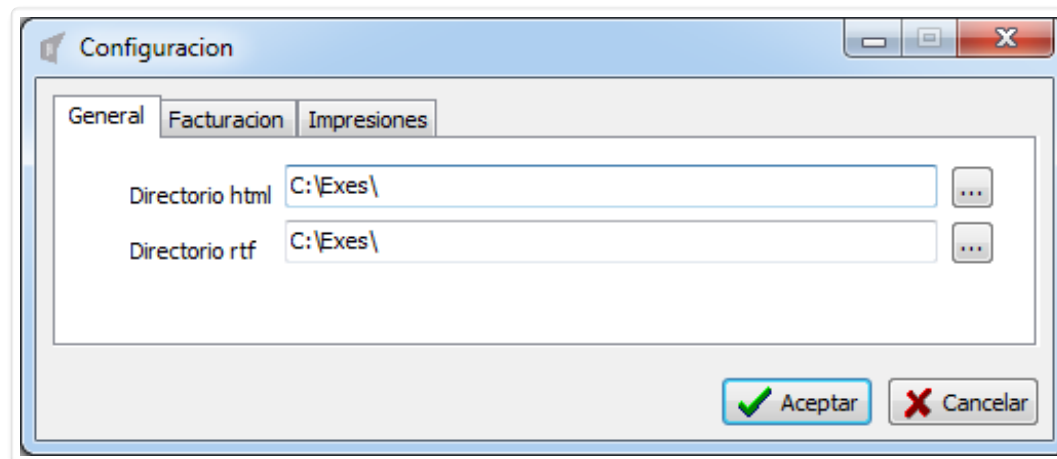 Configuracion
General Facturacion Impresiones
Directorio html C:\Exes\ ...
Directorio rtf C:\Exes\ ...
Aceptar Cancelar